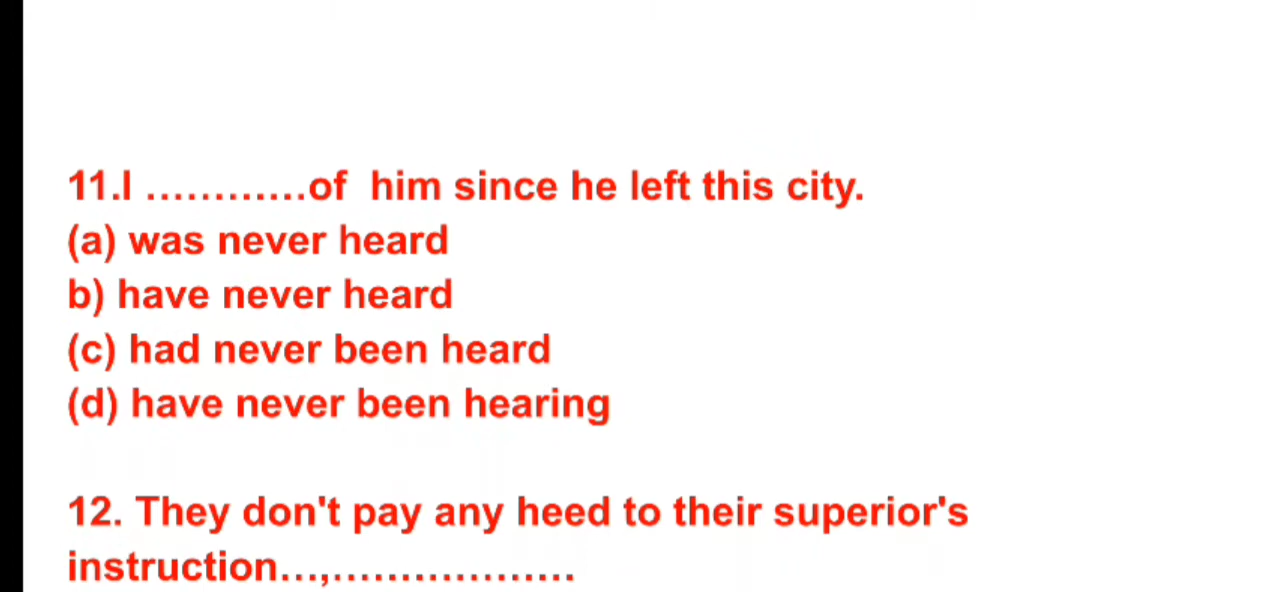 11.I ............of  him since he left this city.
(a) was never heard
b) have never heard
(c) had never been heard
(d) have never been hearing
12. They don't pay any heed to their superior's
instruction...,..................